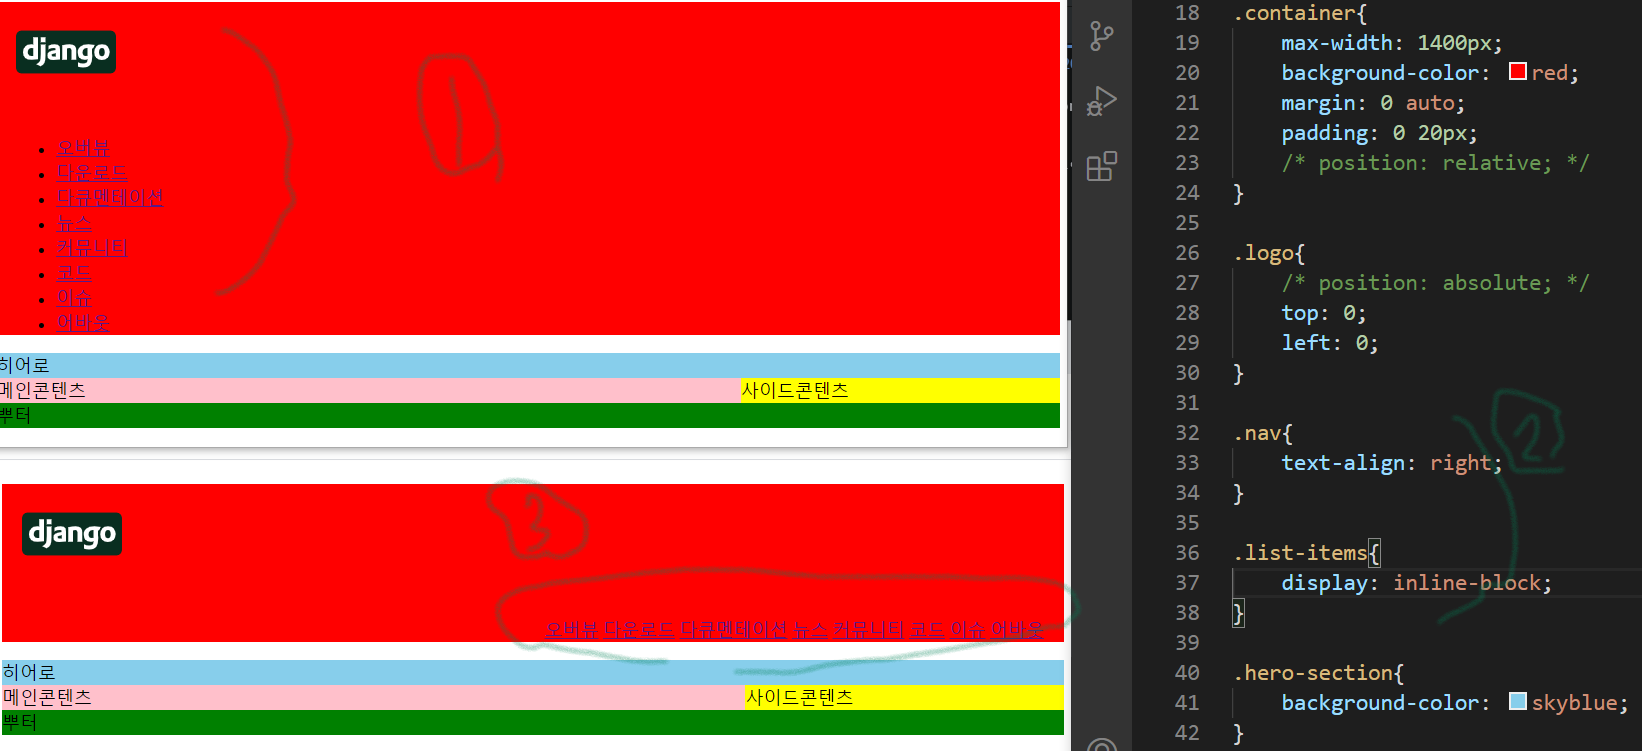 django
1
오버뷰
다운로드
다큐멘테이션
뉴스
커뮤니티
코드
이슈
어바웃
히어로
메인콘텐츠 사이드콘텐츠
뿌터
django
3
오버뷰 다운로드 다큐멘테이션 뉴스 커뮤니티 코드 이슈 어바웃
히어로
메인콘텐츠 사이드콘텐츠
뿌터
18 .container{
19 max-width: 1400px;
20 background-color: red;
21 margin: 0 auto;
22 padding: 0 20px;
23 /* position: relative; */
24 }
25
26 .logo{
27 /* position: absolute; */
28 top: 0;
29 left: 0;
30 }
31
32 .nav{
33 text-align: right;
34 }
35
36 .list-items{
37 display: inline-block;
38 }
39
40 .hero-section{
41 background-color: skyblue;
42 }
2